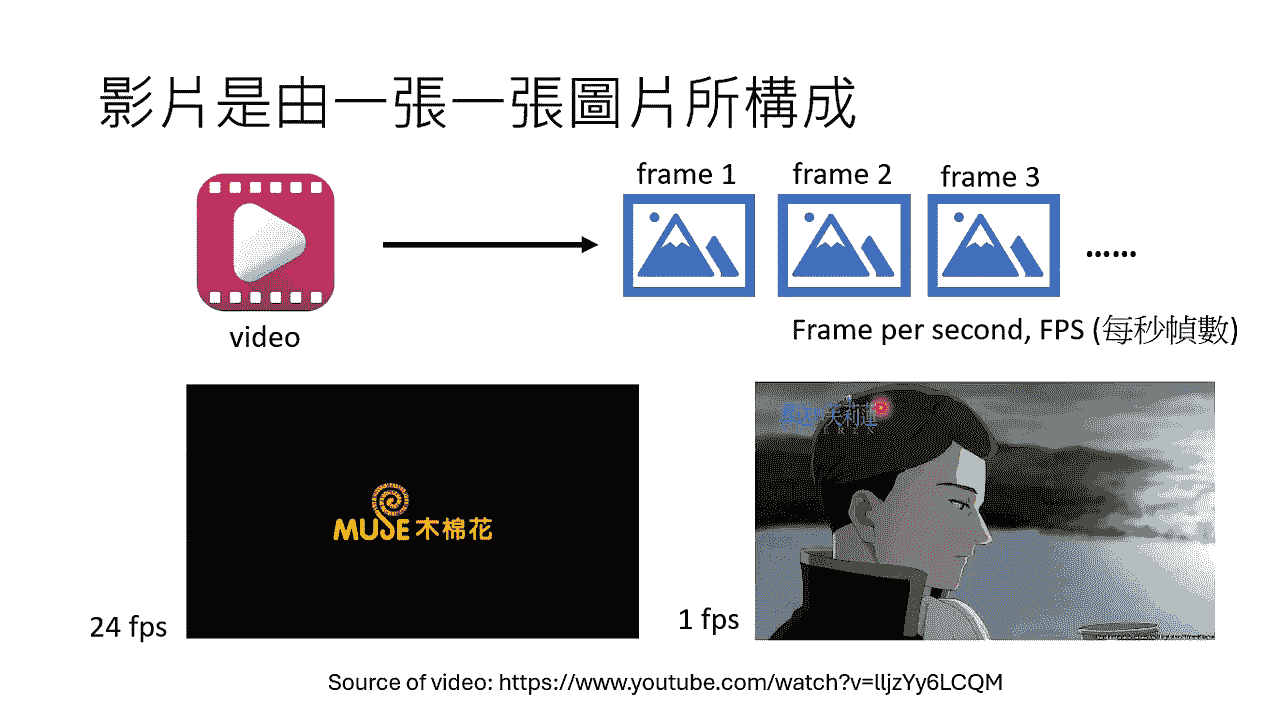 影片是由一張一張圖片所構成
frame 1
frame 2
frame 3
......
video
Frame per second, FPS (每秒幀數)
MUSE 木棉花
24 fps
1 fps
Source of video: https://www.youtube.com/watch?v=lljzYy6LCQM